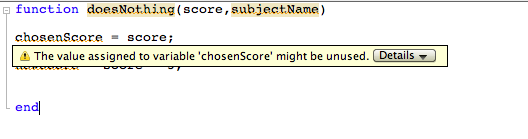 function doesNothing(score,subjectName)
chosenScore = score;
The value assigned to variable 'chosenScore' might be unused. Details
end